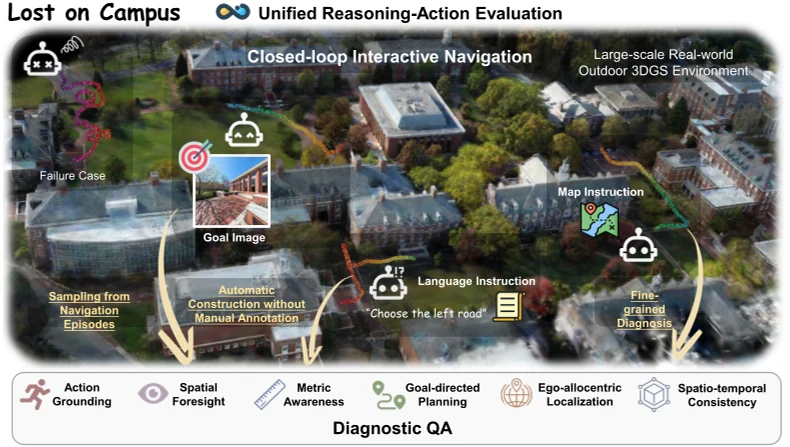 Lost on Campus
Unified Reasoning-Action Evaluation
Closed-loop Interactive Navigation
Large-scale Real-world
Outdoor 3DGS Environment
Failure Case
Goal Image
Map Instruction
!?
Language Instruction
"Choose the left road"
Sampling from
Navigation
Episodes
Automatic
Construction without
Manual Annotation
Fine-
grained
Diagnosis
Action
Grounding
Spatial
Foresight
Metric
Awareness
Goal-directed
Planning
Ego-allocentric
Localization
Spatio-temporal
Consistency
Diagnostic QA